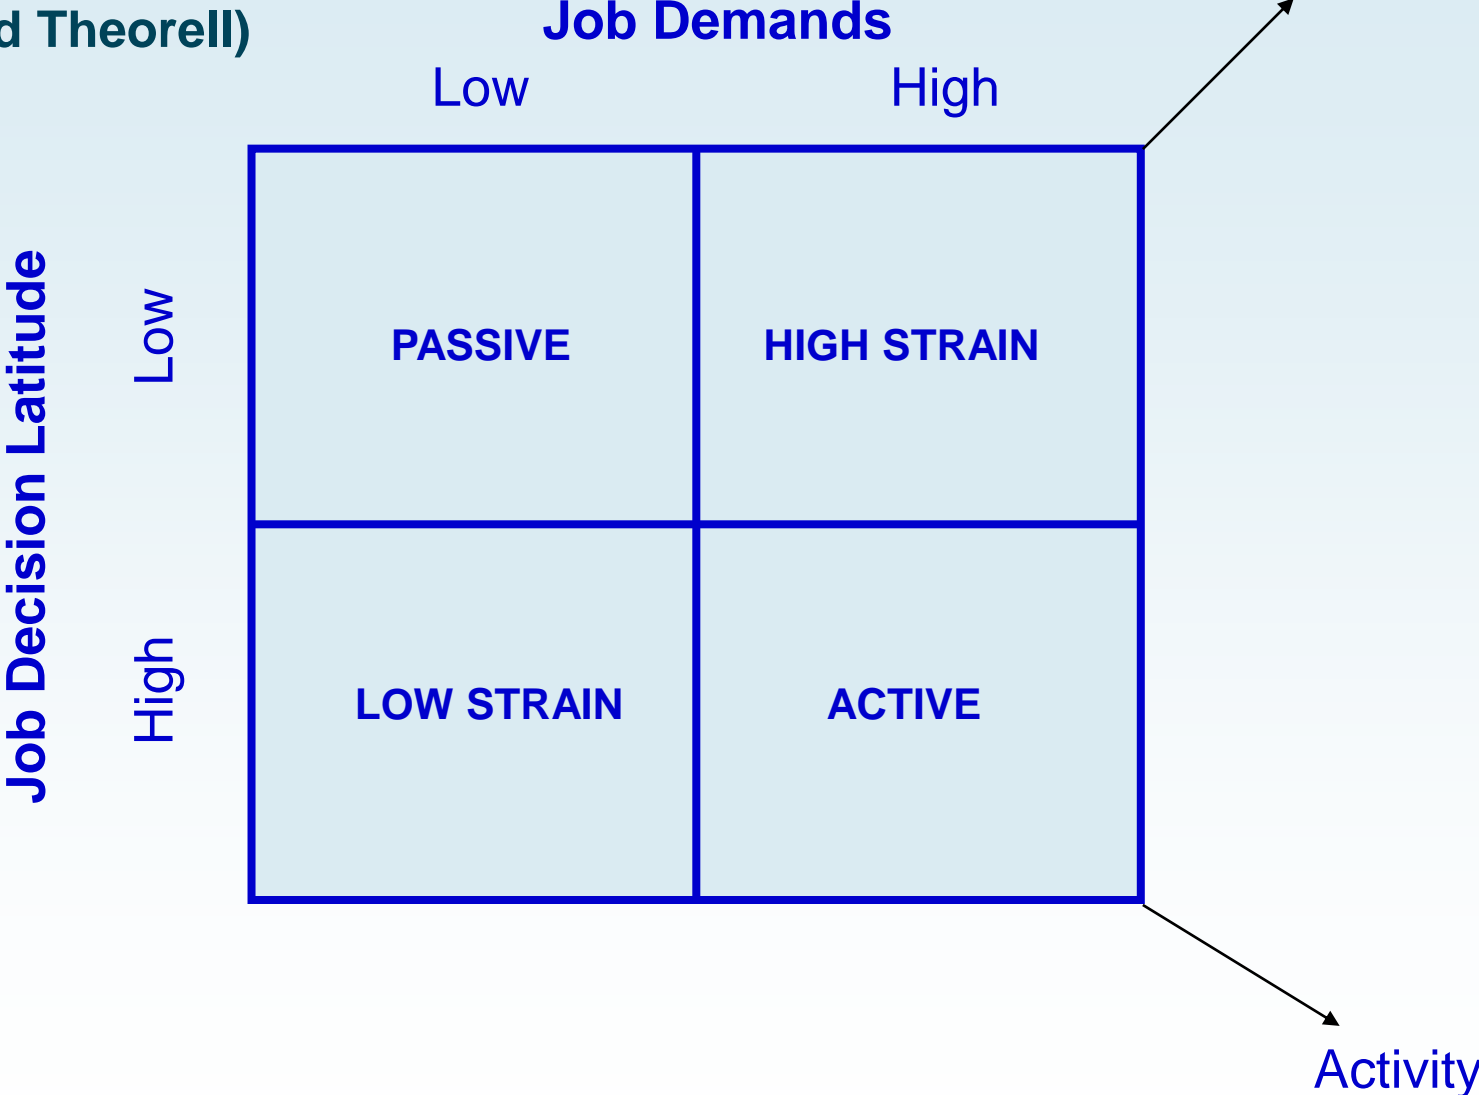 d Theorell)
Job Demands
Low High
Job Decision Latitude
Low
PASSIVE HIGH STRAIN
High
LOW STRAIN ACTIVE
Activity